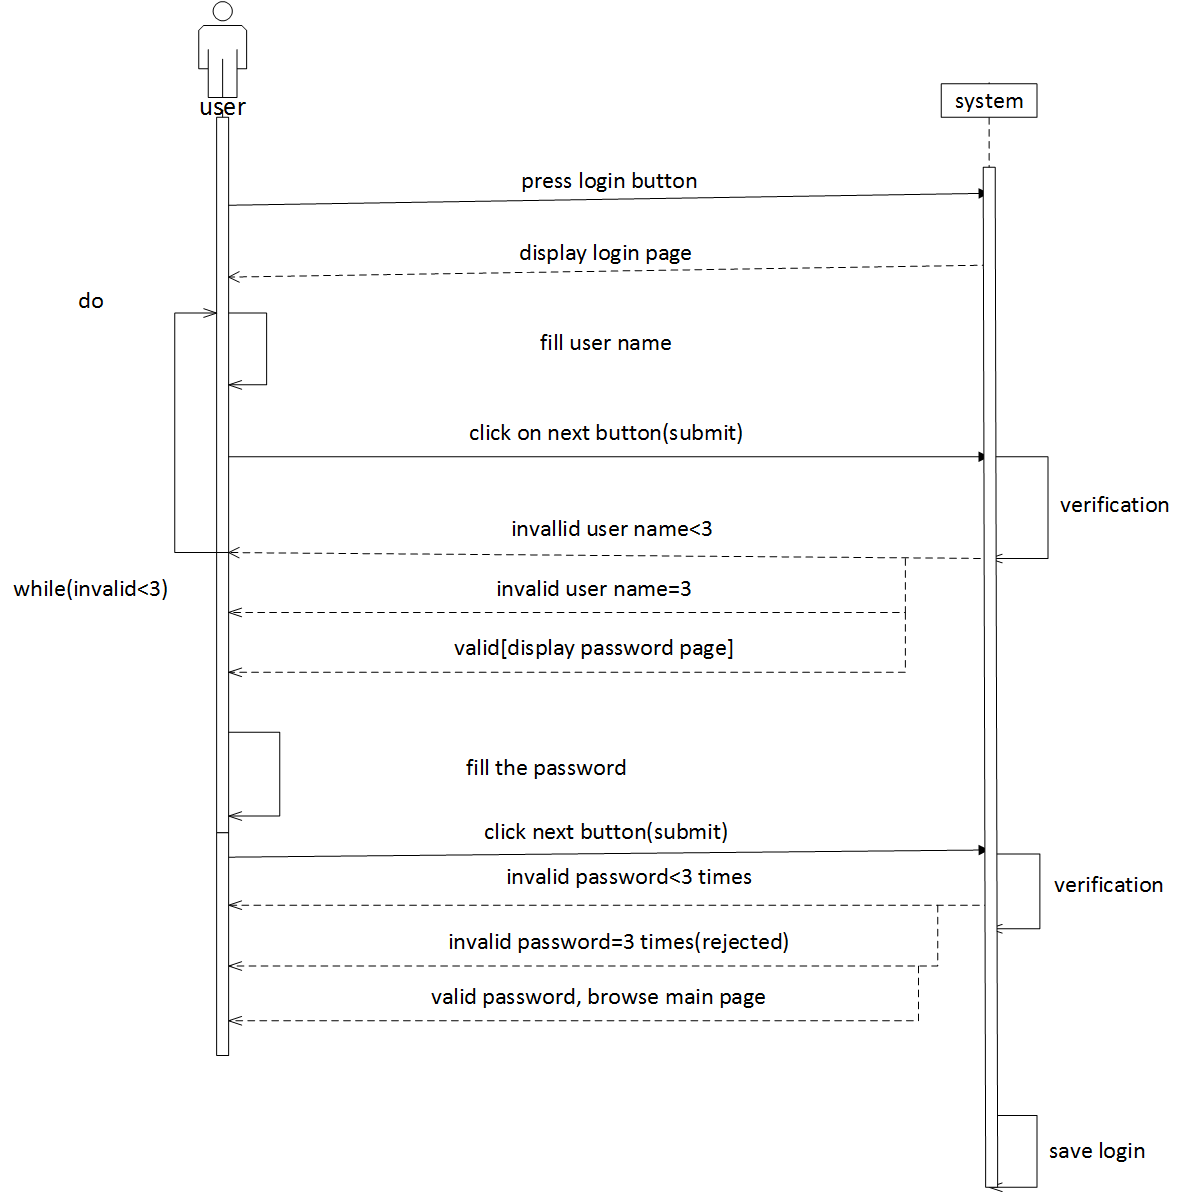 user
system
press login button
display login page
do
fill user name
click on next button(submit)
verification
invallid user name<3
while(invalid<3)
invalid user name=3
valid[display password page]
fill the password
click next button(submit)
invalid password<3 times
verification
invalid password=3 times(rejected)
valid password, browse main page
save login